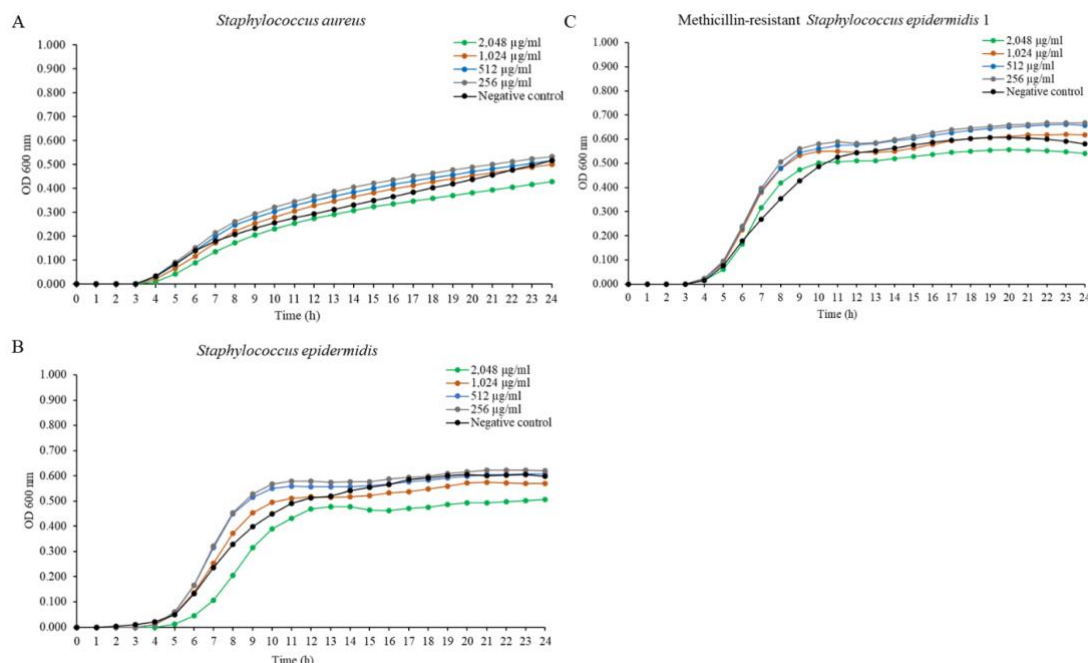 A
Staphylococcus aureus
1.000
0.900
0.800
0.700
0.600
0.500
0.400
0.300
0.200
0.100
0.000
OD 600 nm
2,048 µg/ml
1,024 µg/ml
512 µg/ml
256 µg/ml
Negative control
0 1 2 3 4 5 6 7 8 9 10 11 12 13 14 15 16 17 18 19 20 21 22 23 24
Time (h)
C
Methicillin-resistant Staphylococcus epidermidis 1
1.000
0.900
0.800
0.700
0.600
0.500
0.400
0.300
0.200
0.100
0.000
OD 600 nm
2,048 µg/ml
1,024 µg/ml
512 µg/ml
256 µg/ml
Negative control
0 1 2 3 4 5 6 7 8 9 10 11 12 13 14 15 16 17 18 19 20 21 22 23 24
Time (h)
B
Staphylococcus epidermidis
1.000
0.900
0.800
0.700
0.600
0.500
0.400
0.300
0.200
0.100
0.000
OD 600 nm
2,048 µg/ml
1,024 µg/ml
512 µg/ml
256 µg/ml
Negative control
0 1 2 3 4 5 6 7 8 9 10 11 12 13 14 15 16 17 18 19 20 21 22 23 24
Time (h)